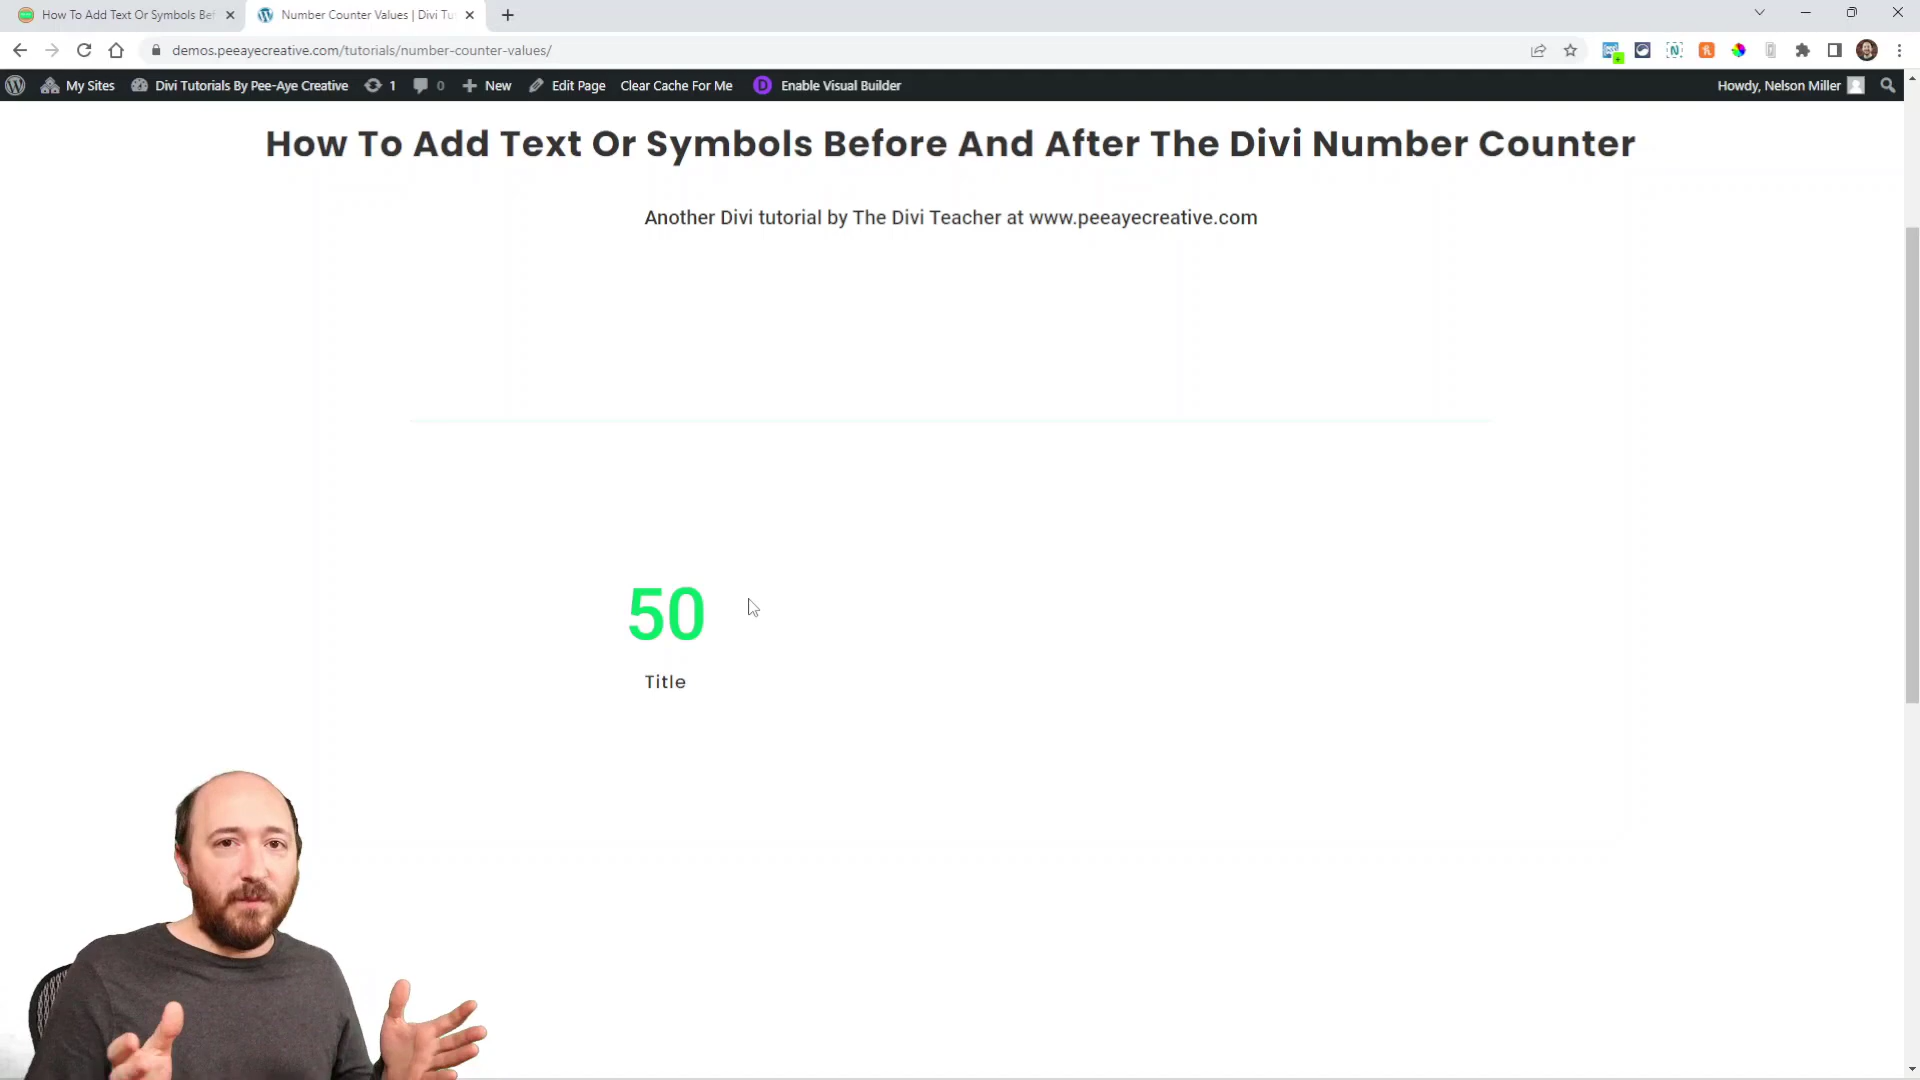 How To Add Text Or Symbols Bef
Number Counter Values | Divi Tu
demos.peeayecreative.com/tutorials/number-counter-values/
My Sites Divi Tutorials By Pee-Aye Creative 1 0 New Edit Page Clear Cache For Me Enable Visual Builder Howdy, Nelson Miller
How To Add Text Or Symbols Before And After The Divi Number Counter
Another Divi tutorial by The Divi Teacher at www.peeayecreative.com
50
Title